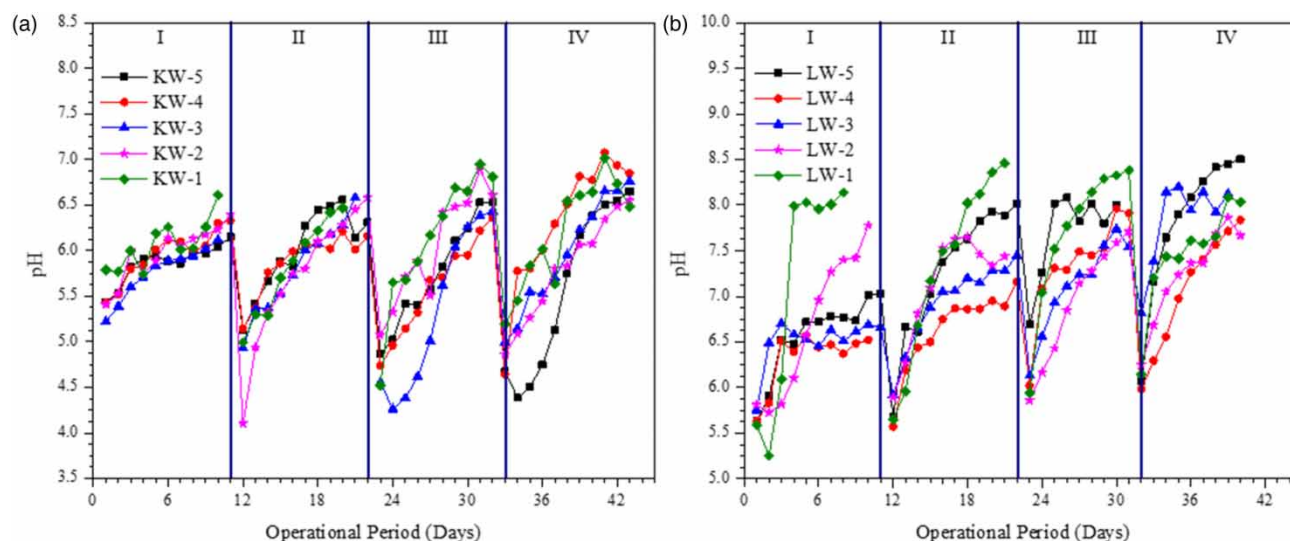 (a)
8.5
8.0
7.5
7.0
6.5
6.0
5.5
5.0
4.5
4.0
3.5
pH
I II III IV
KW-5
KW-4
KW-3
KW-2
KW-1
0 6 12 18 24 30 36 42
Operational Period (Days)
(b)
10.0
9.5
9.0
8.5
8.0
7.5
7.0
6.5
6.0
5.5
5.0
pH
I II III IV
LW-5
LW-4
LW-3
LW-2
LW-1
0 6 12 18 24 30 36 42
Operational Period (Days)